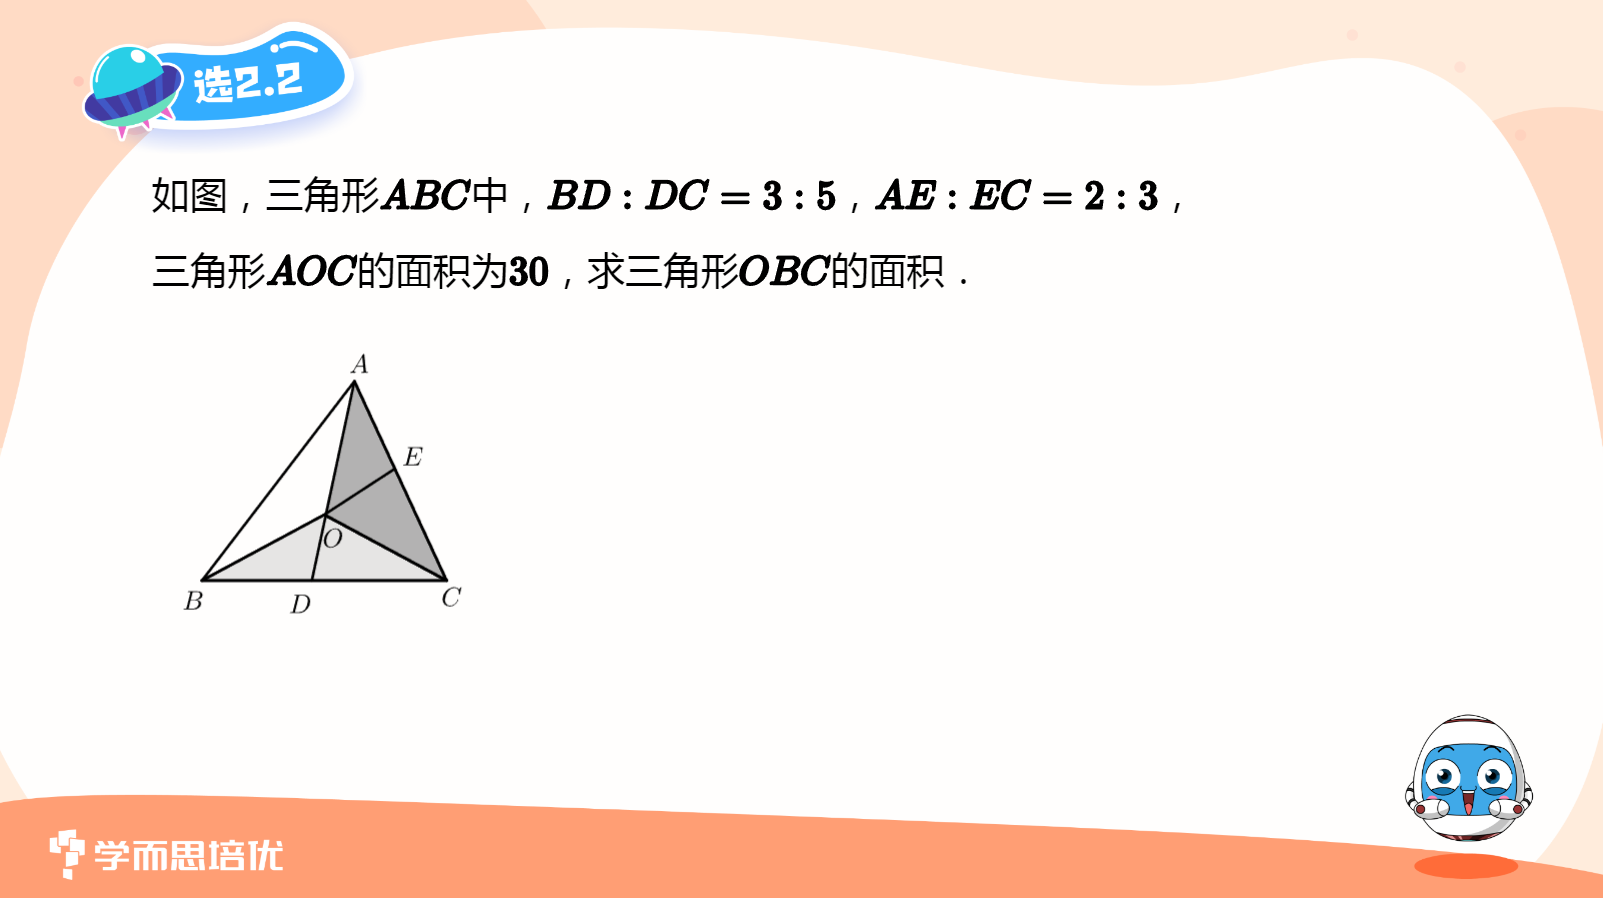 选2.2
如图，三角形ABC中，BD : DC = 3 : 5，AE : EC = 2 : 3，
三角形AOC的面积为30，求三角形OBC的面积．
A
E
O
B
D
C
学而思培优